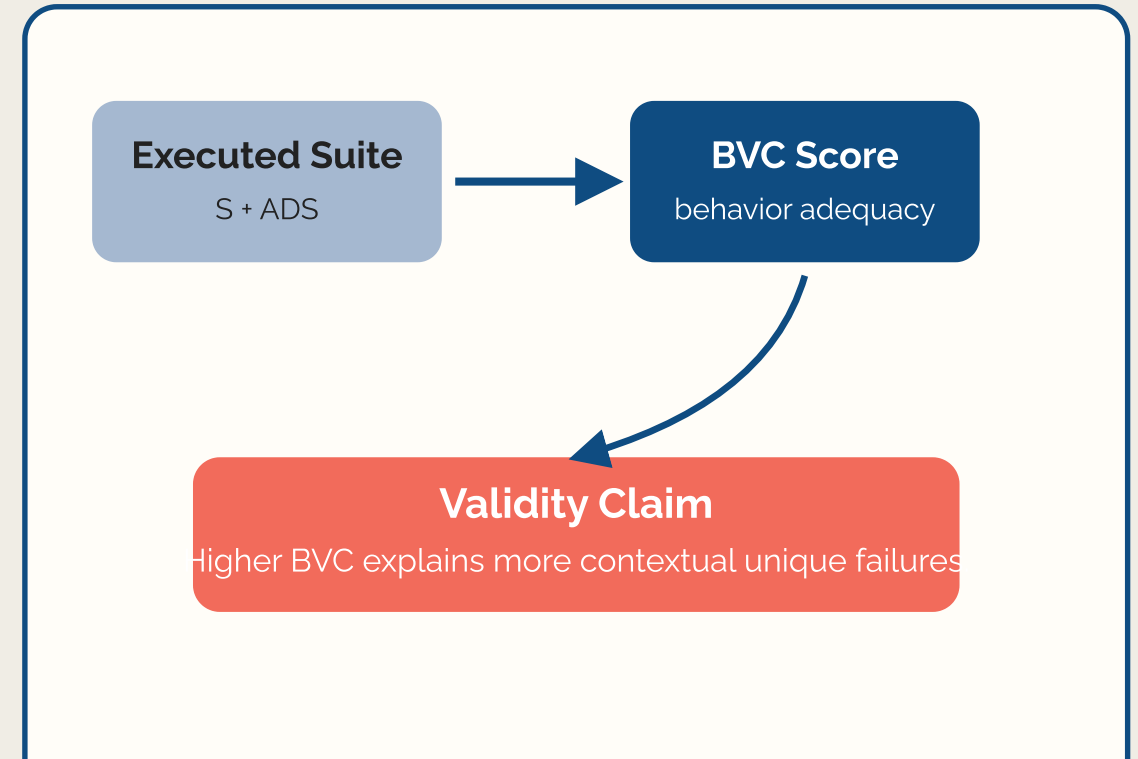 Executed Suite
S + ADS
BVC Score
behavior adequacy
Validity Claim
Higher BVC explains more contextual unique failures